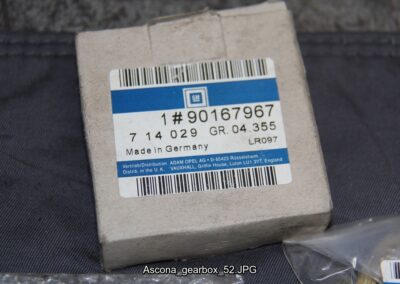 GM
1#90167967
7 14 029 GR. 04.355
Made in Germany LR097
Vertrieb/Distribution ADAM OPEL AG • D-65423 Rüsselsheim
Distrib. in the U.K. VAUXHALL, Griffin House, Luton LU1 3YT, England
Ascona_gearbox_52.JPG